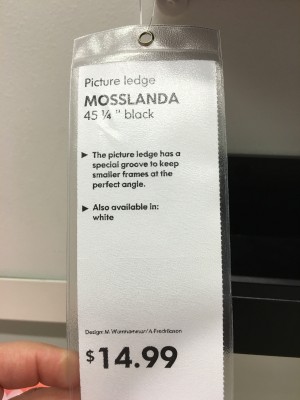 Picture ledge
MOSSLANDA
45 ¼ " black
▶ The picture ledge has a
special groove to keep
smaller frames at the
perfect angle.
▶ Also available in:
white
Design: M Warnhammar/A Fredriksson
$14.99